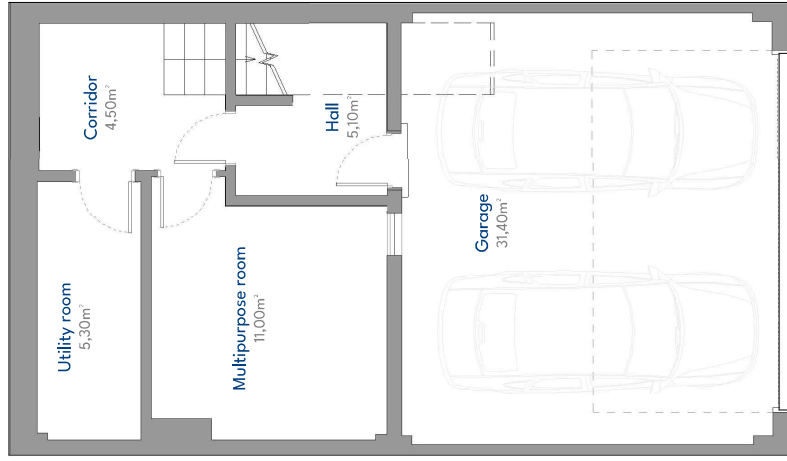 Corridor
4,50m²
Hall
5,10m²
Garage
31,40m²
Utility room
5,30m²
Multipurpose room
11,00m²